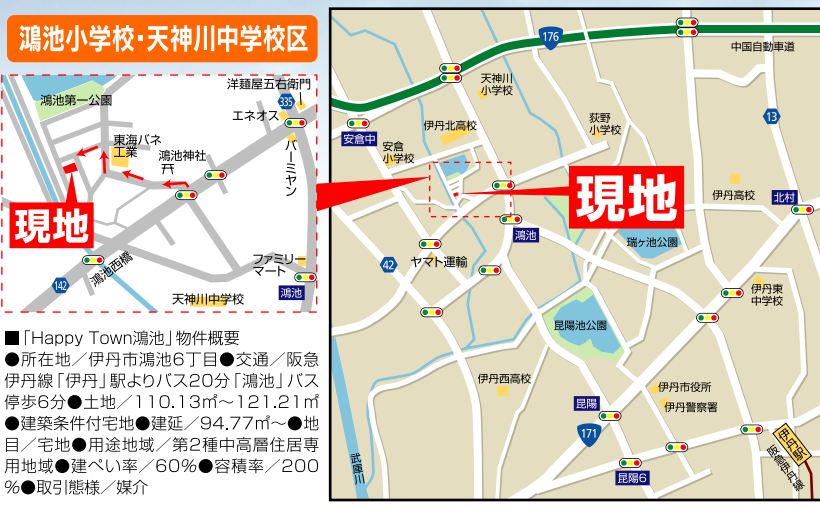 鴻池小学校・天神川中学校区
洋麺屋五右衛門
鴻池第一公園
335
エネオス
東海バネ
工業
鴻池神社
バーミヤン
現地
ファミリー
マート
鴻池西橋
142
鴻池
天神川中学校
■「Happy Town鴻池」物件概要
●所在地／伊丹市鴻池6丁目●交通／阪急
伊丹線「伊丹」駅よりバス20分「鴻池」バス
停歩6分●土地／110.13㎡～121.21㎡
●建築条件付宅地●建延／94.77㎡～●地
目／宅地●用途地域／第2種中高層住居専
用地域●建ぺい率／60%●容積率／200
%●取引態様／媒介
176
中国自動車道
天神川
小学校
荻野
小学校
13
安倉中
伊丹北高校
安倉
小学校
現地
伊丹高校
北村
鴻池
瑞ヶ池公園
42
ヤマト運輸
伊丹東
中学校
昆陽池公園
伊丹西高校
伊丹市役所
昆陽
伊丹警察署
171
武庫川
昆陽6
伊丹駅
阪急伊丹線